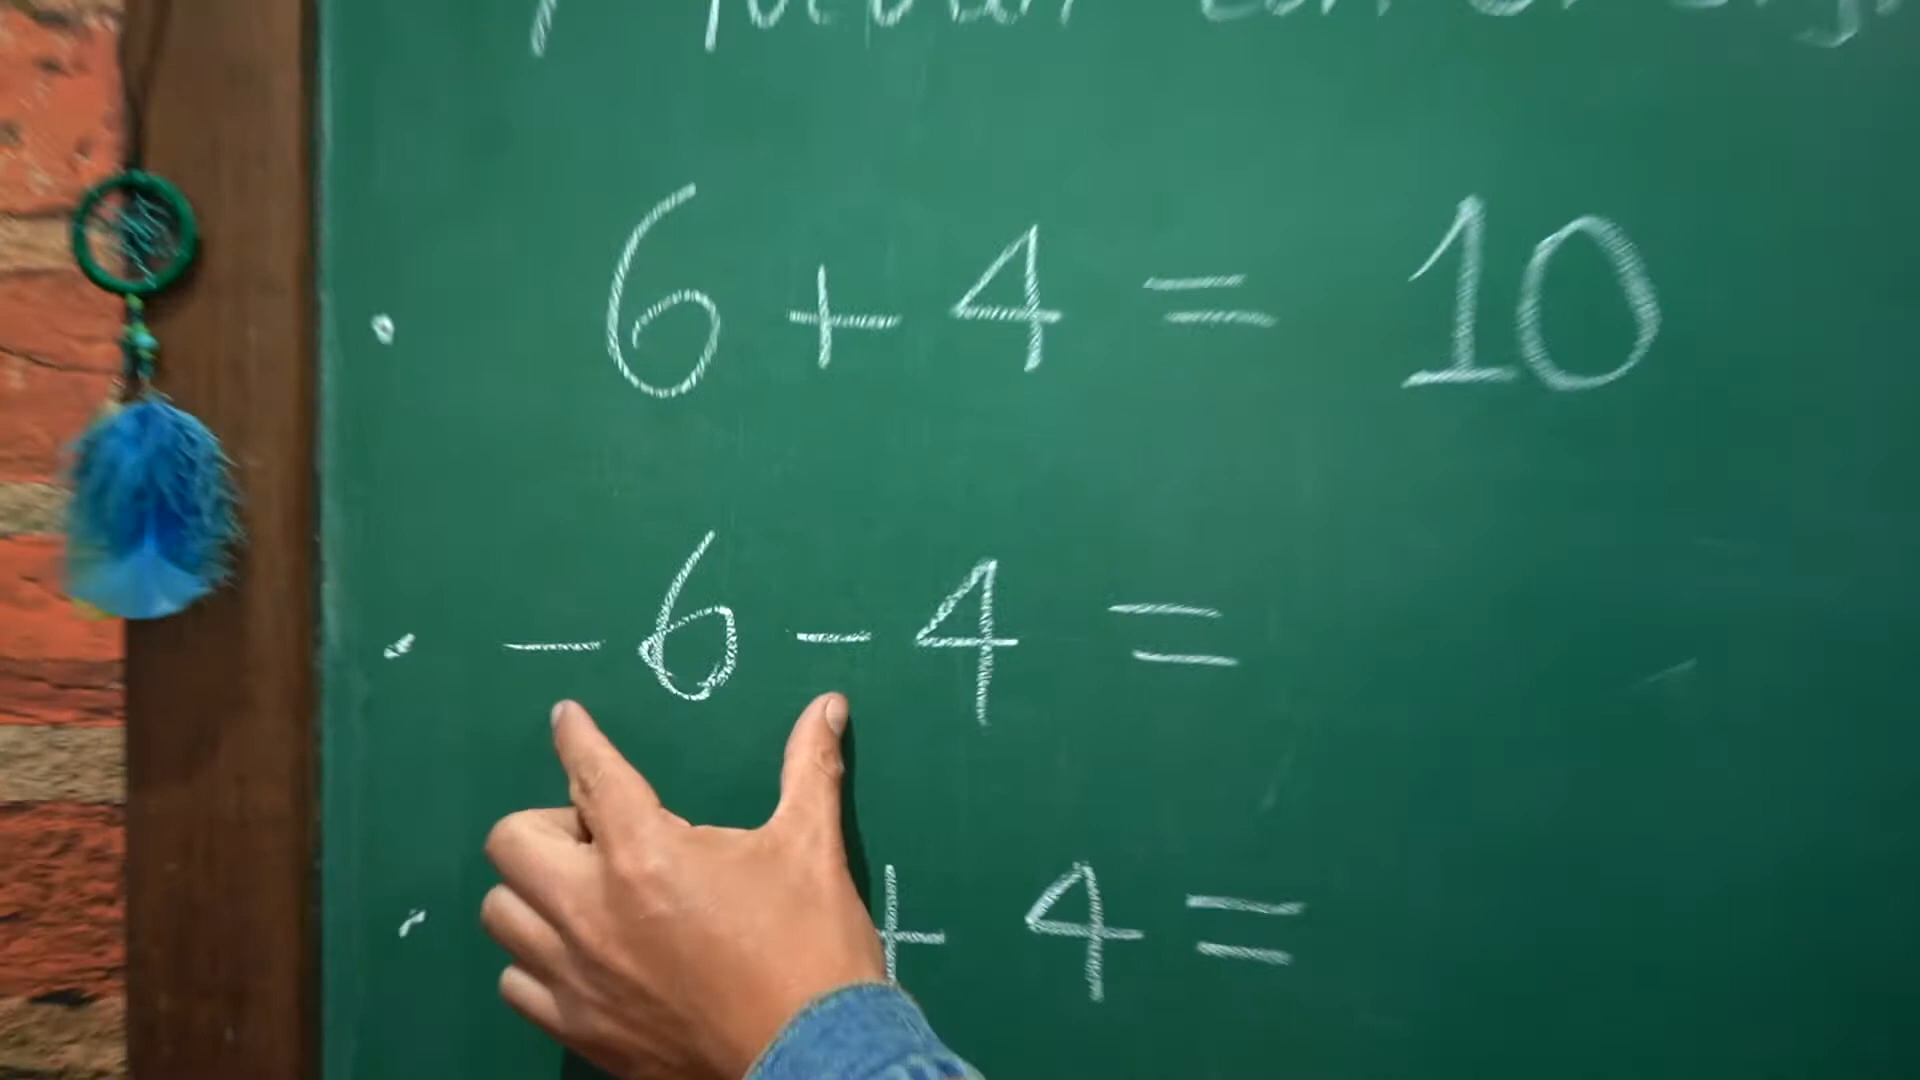 6 + 4 = 10
- 6 - 4 =
+ 4 =